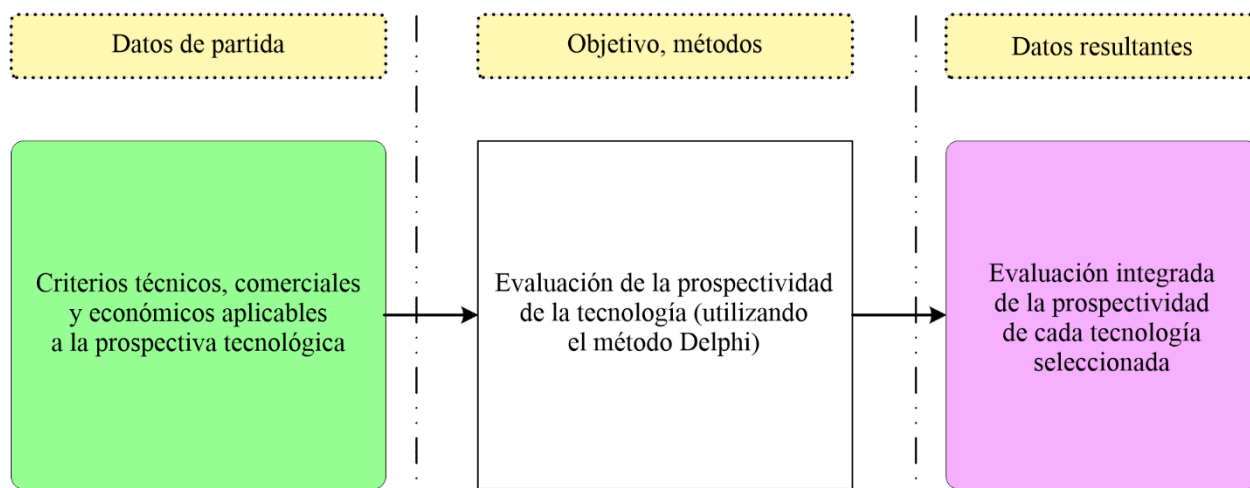 Datos de partida
Objetivo, métodos
Datos resultantes
Criterios técnicos, comerciales
y económicos aplicables
a la prospectiva tecnológica
Evaluación de la prospectividad
de la tecnología (utilizando
el método Delphi)
Evaluación integrada
de la prospectividad
de cada tecnología
seleccionada